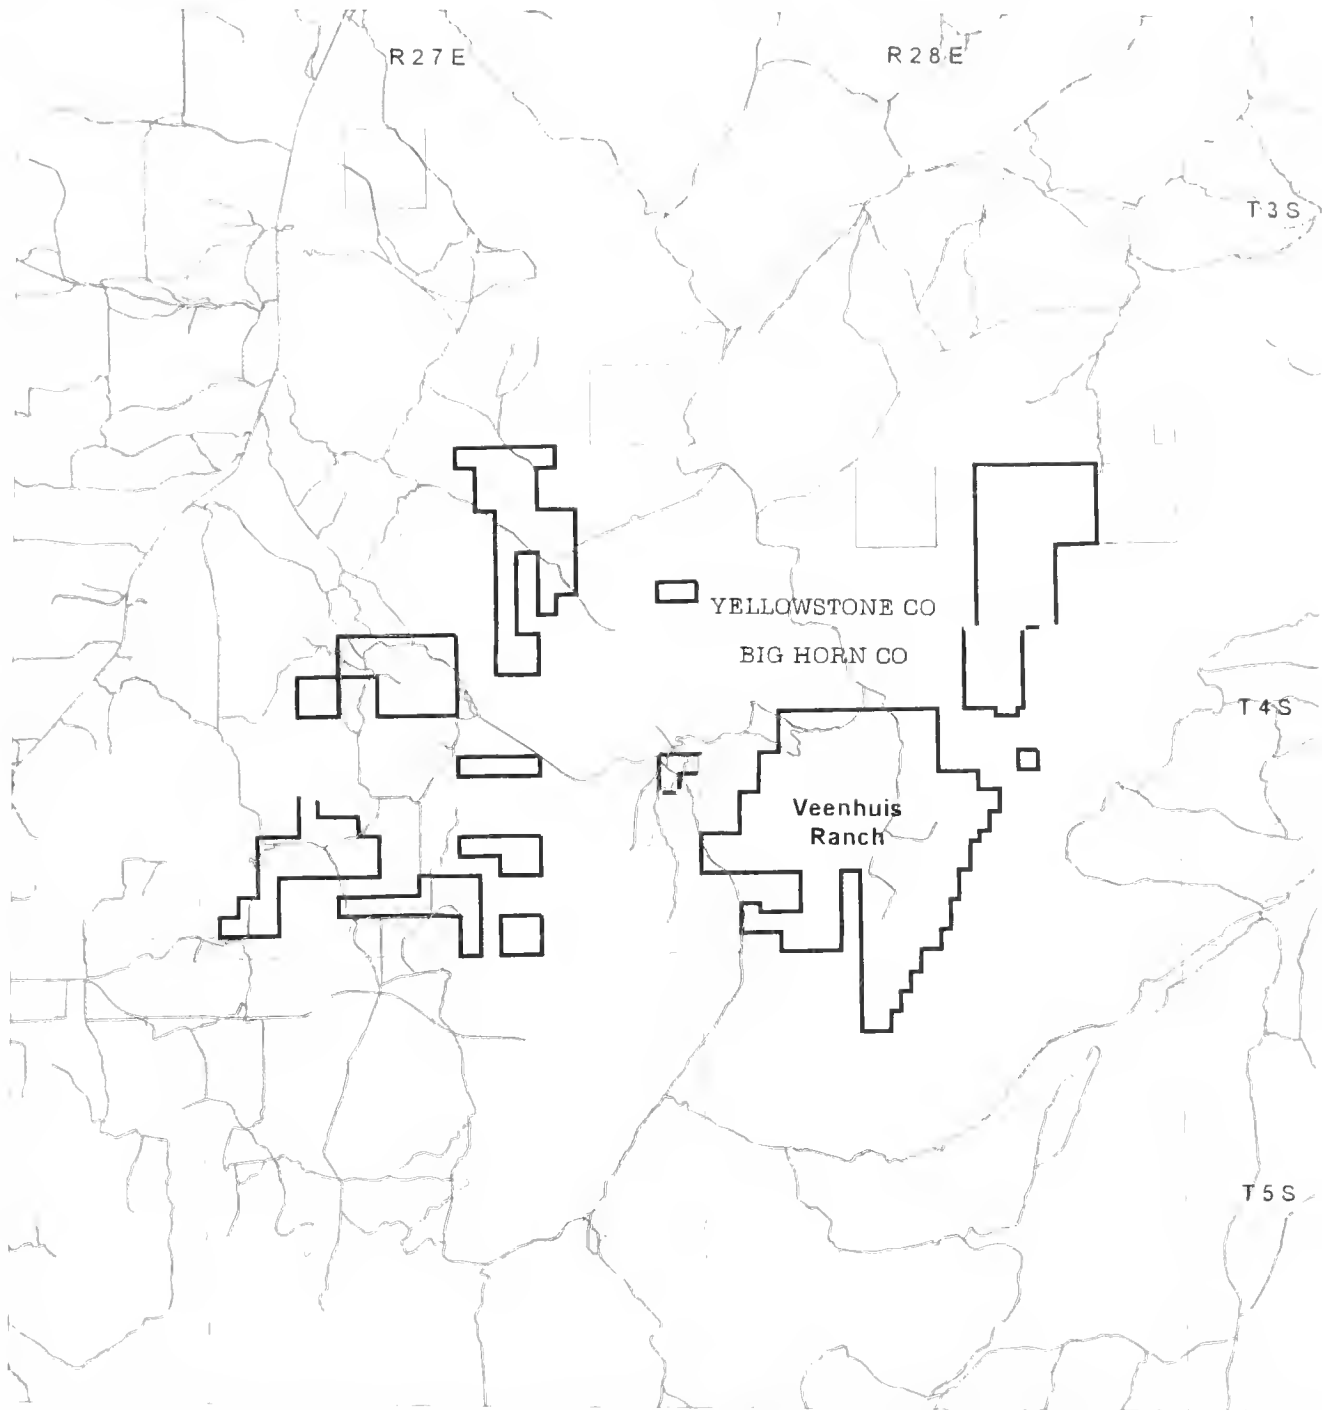 R27E
R28E
T3S
YELLOWSTONE CO
BIG HORN CO
T4S
Veenhuis
Ranch
T5S